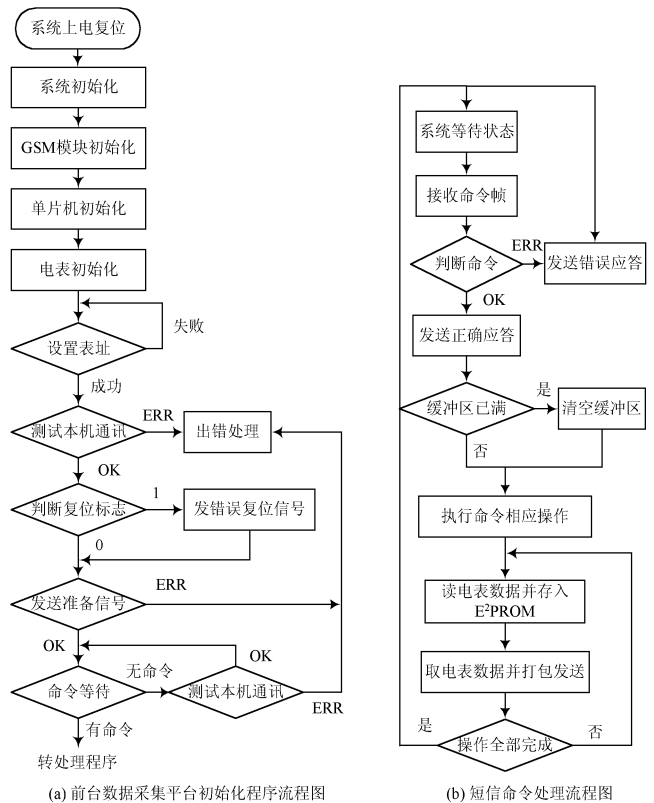 系统上电复位
系统初始化
GSM模块初始化
单片机初始化
电表初始化
设置表址
失败
成功
测试本机通讯
ERR
出错处理
OK
判断复位标志
1
发错误复位信号
0
发送准备信号
ERR
OK
命令等待
无命令
测试本机通讯
OK
ERR
有命令
转处理程序
(a) 前台数据采集平台初始化程序流程图
系统等待状态
接收命令帧
判断命令
ERR
发送错误应答
OK
发送正确应答
缓冲区已满
是
清空缓冲区
否
执行命令相应操作
读电表数据并存入
E²PROM
取电表数据并打包发送
操作全部完成
是
否
(b) 短信命令处理流程图